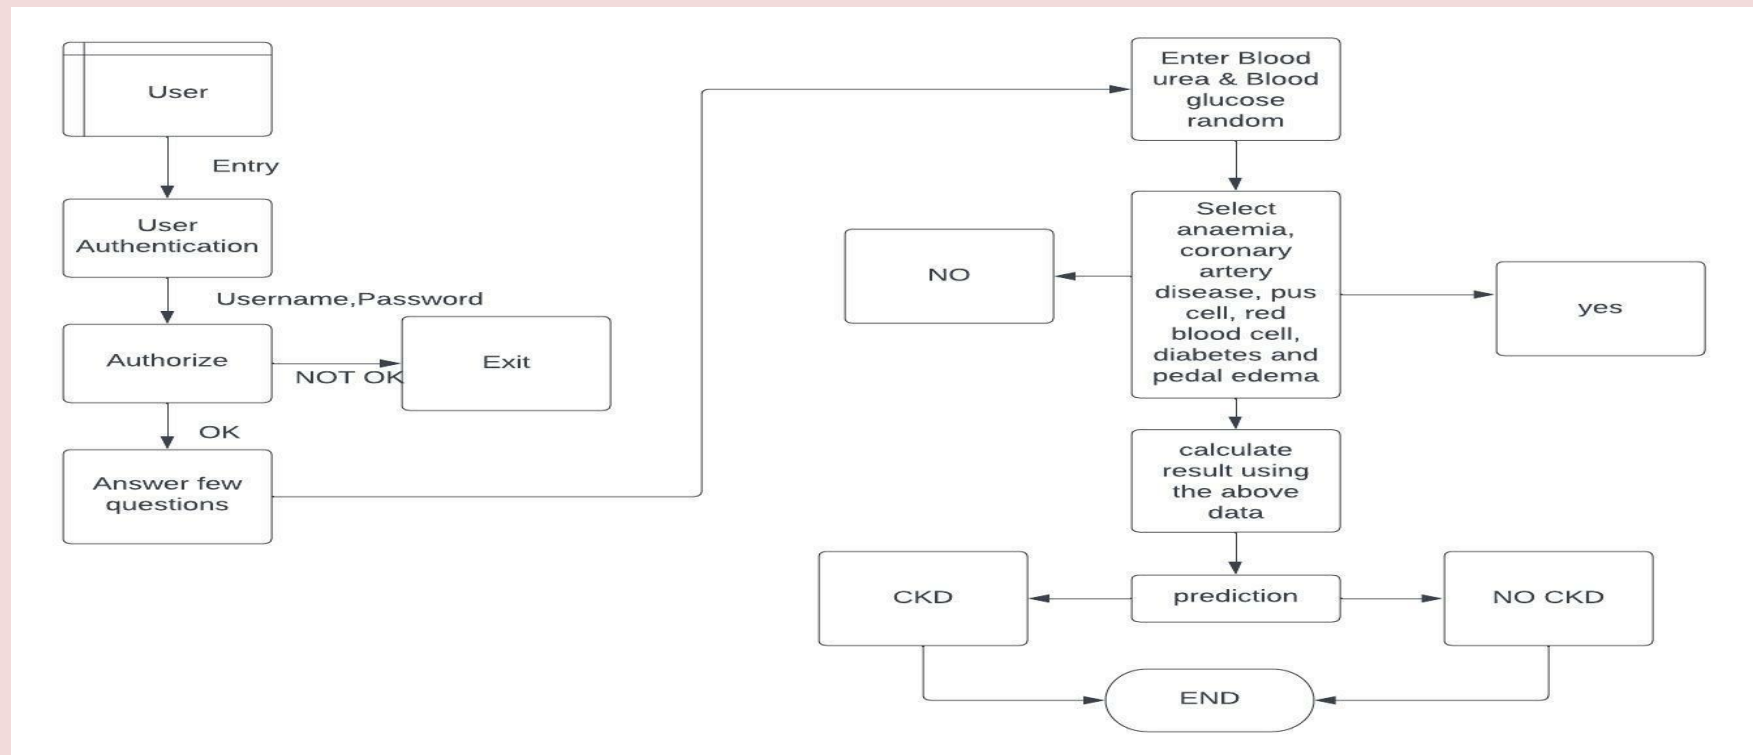 User
Entry
User
Authentication
Username,Password
Authorize
NOT OK
Exit
OK
Answer few
questions
Enter Blood
urea & Blood
glucose
random
Select
anaemia,
coronary
artery
disease, pus
cell, red
blood cell,
diabetes and
pedal edema
NO
yes
calculate
result using
the above
data
prediction
CKD
NO CKD
END